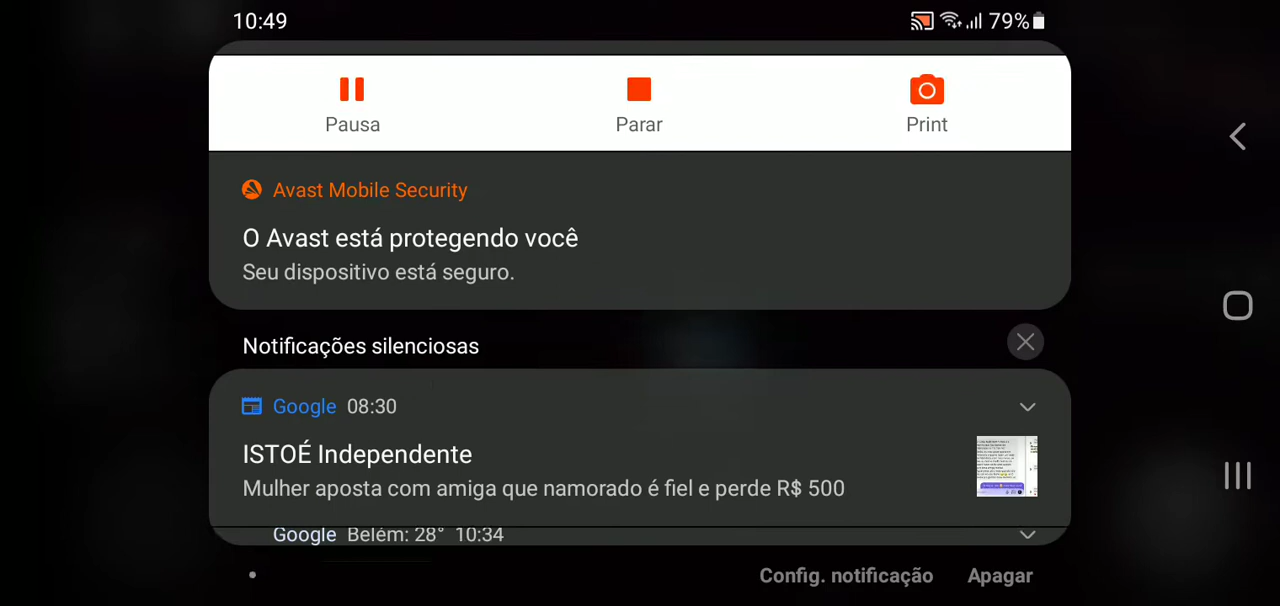 10:49 79%
Pausa Parar Print
Avast Mobile Security
O Avast está protegendo você
Seu dispositivo está seguro.
Notificações silenciosas
Google 08:30
ISTOÉ Independente
Mulher aposta com amiga que namorado é fiel e perde R$ 500
Google Belém: 28° 10:34
Config. notificação Apagar